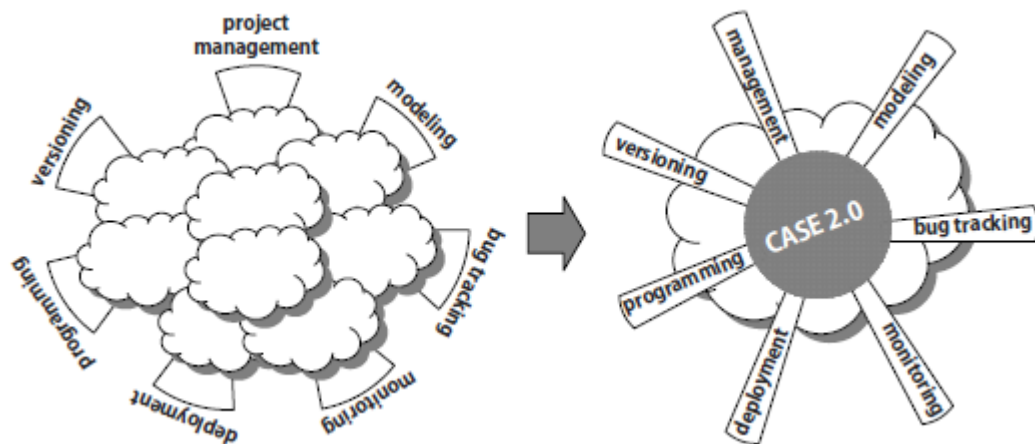 project
management
modeling
versioning
bug tracking
programming
monitoring
deployment
management
modeling
versioning
CASE 2.0
bug tracking
programming
deployment
monitoring